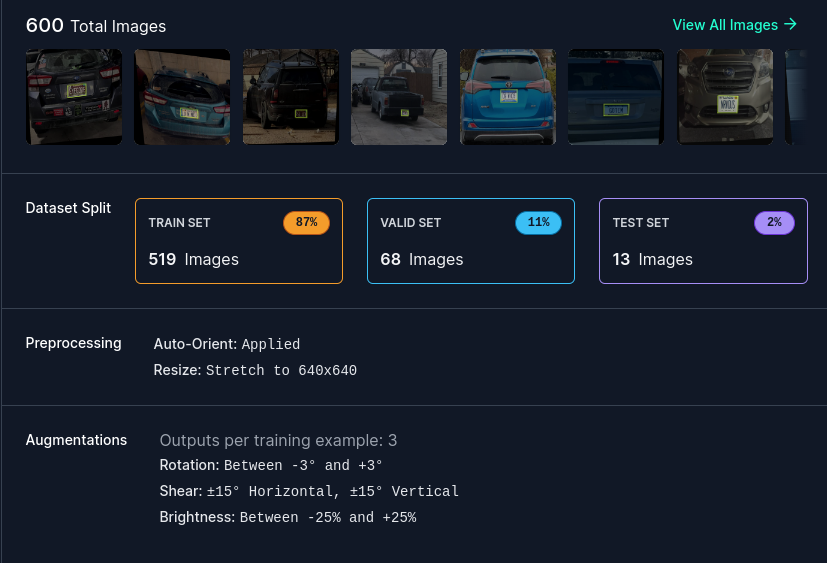 600 Total Images
View All Images →
Dataset Split
TRAIN SET
87%
519 Images
VALID SET
11%
68 Images
TEST SET
2%
13 Images
Preprocessing
Auto-Orient: Applied
Resize: Stretch to 640x640
Augmentations
Outputs per training example: 3
Rotation: Between -3° and +3°
Shear: ±15° Horizontal, ±15° Vertical
Brightness: Between -25% and +25%